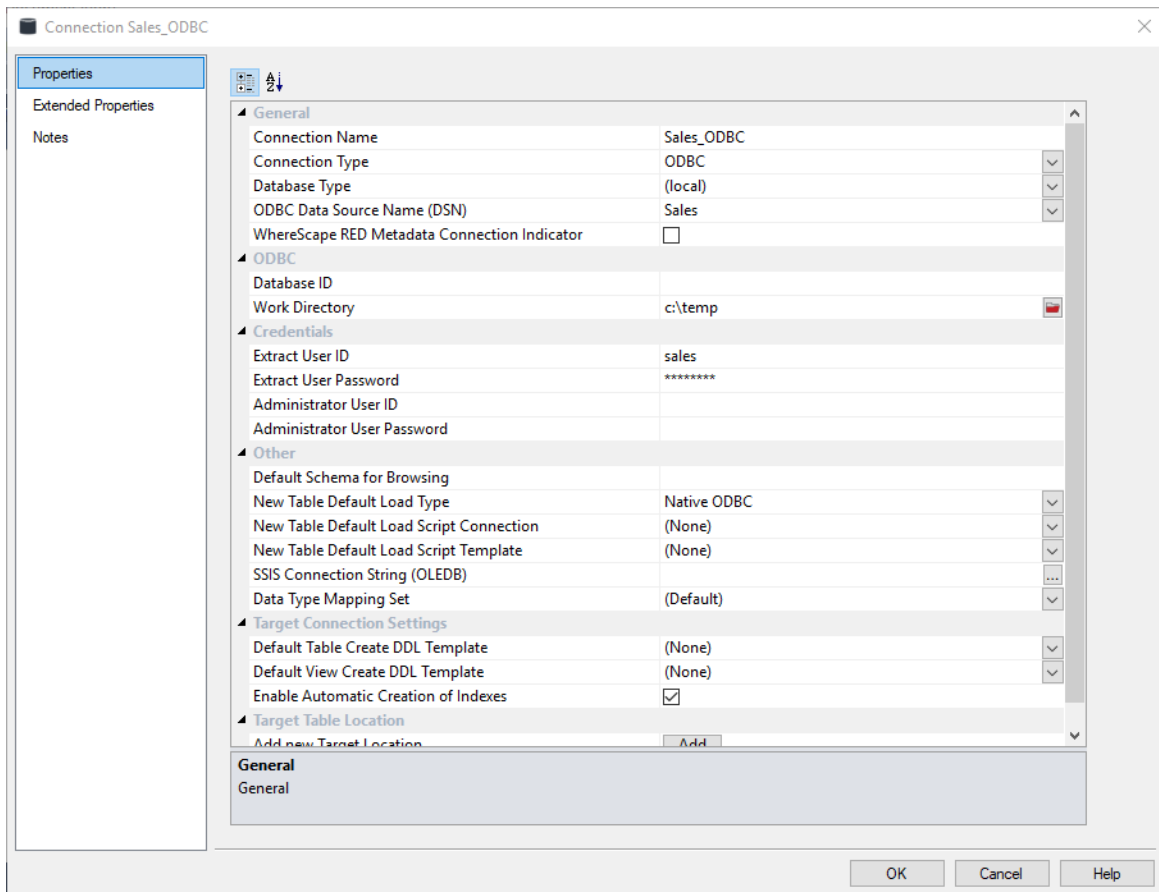 Connection Sales_ODBC
Properties
Extended Properties
Notes
General
Connection Name Sales_ODBC
Connection Type ODBC
Database Type (local)
ODBC Data Source Name (DSN) Sales
WhereScape RED Metadata Connection Indicator
ODBC
Database ID
Work Directory c:\temp
Credentials
Extract User ID sales
Extract User Password ********
Administrator User ID
Administrator User Password
Other
Default Schema for Browsing
New Table Default Load Type Native ODBC
New Table Default Load Script Connection (None)
New Table Default Load Script Template (None)
SSIS Connection String (OLEDB) ...
Data Type Mapping Set (Default)
Target Connection Settings
Default Table Create DDL Template (None)
Default View Create DDL Template (None)
Enable Automatic Creation of Indexes
Target Table Location
Add new Target Location Add
General
General
OK Cancel Help